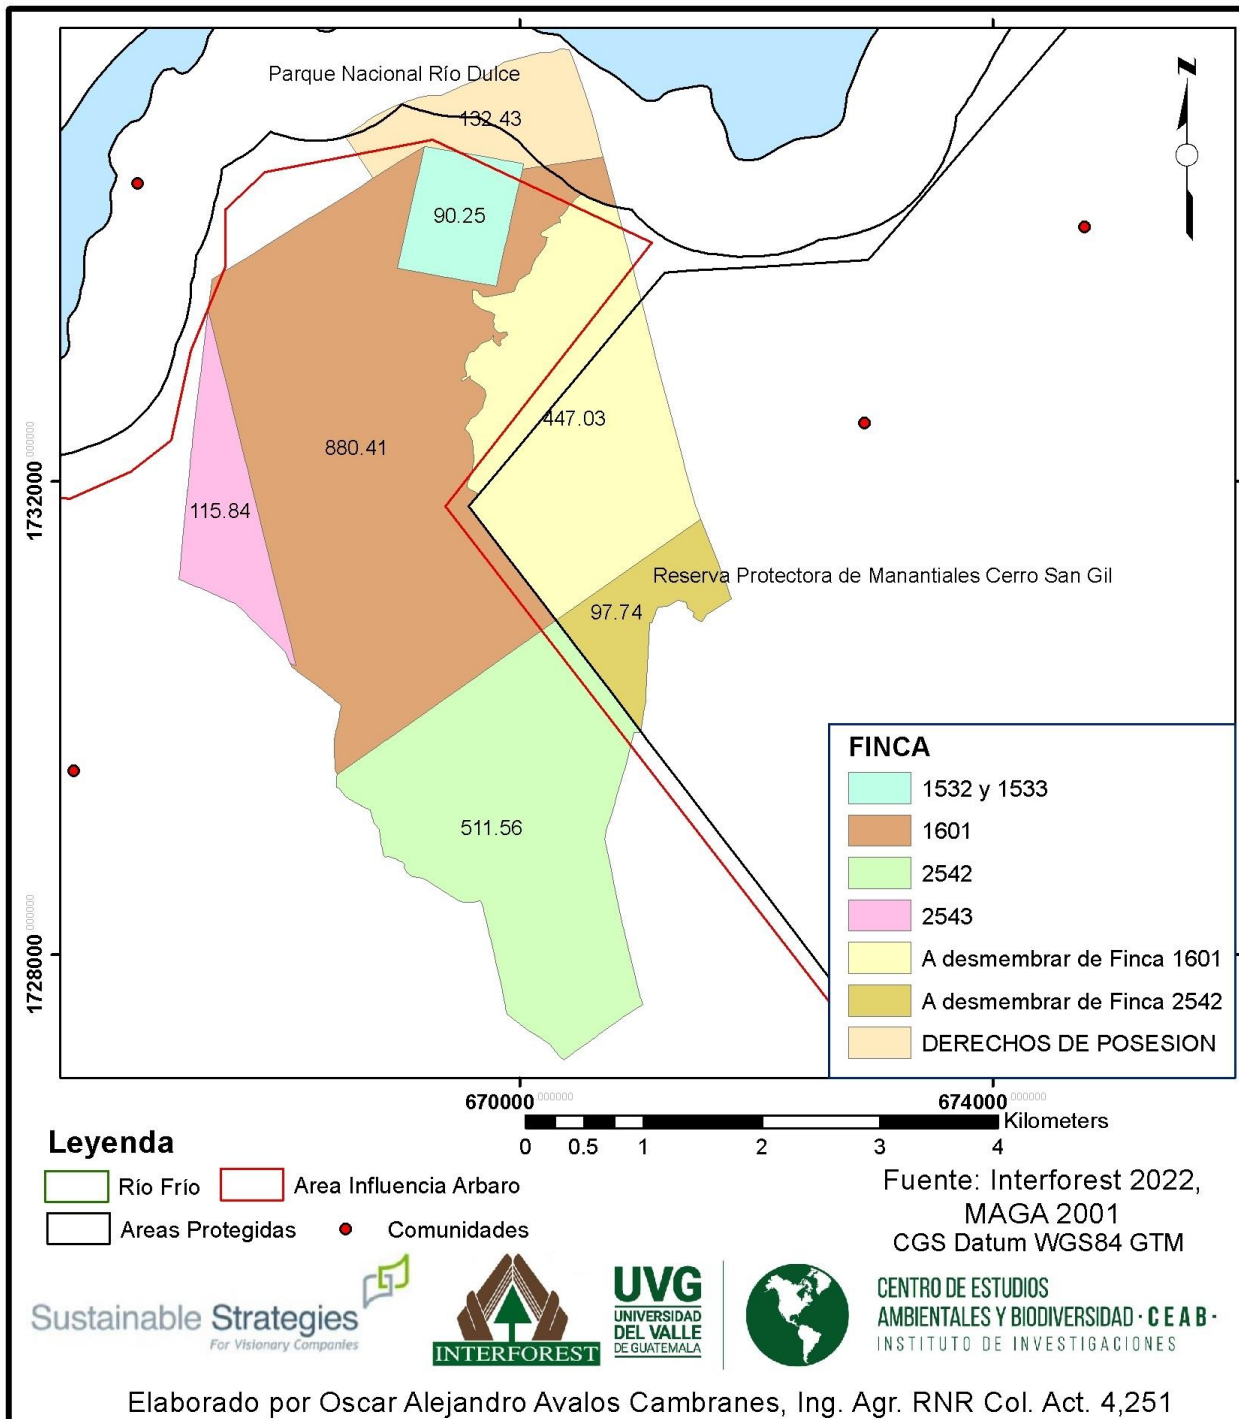 Parque Nacional Río Dulce
132.43
Z
90.25
447.03
880.41
1732000 .000000
115.84
Reserva Protectora de Manantiales Cerro San Gil
97.74
511.56
1728000 .000000
FINCA
1532 y 1533
1601
2542
2543
A desmembrar de Finca 1601
A desmembrar de Finca 2542
DERECHOS DE POSESION
670000 .000000
674000 .000000
Kilometers
0 0.5 1 2 3 4
Leyenda
Río Frío
Area Influencia Arbaro
Areas Protegidas
Comunidades
Fuente: Interforest 2022,
MAGA 2001
CGS Datum WGS84 GTM
Sustainable Strategies
For Visionary Companies
INTERFOREST
UVG
UNIVERSIDAD
DEL VALLE
DE GUATEMALA
CENTRO DE ESTUDIOS
AMBIENTALES Y BIODIVERSIDAD · CEAB ·
INSTITUTO DE INVESTIGACIONES
Elaborado por Oscar Alejandro Avalos Cambranes, Ing. Agr. RNR Col. Act. 4,251